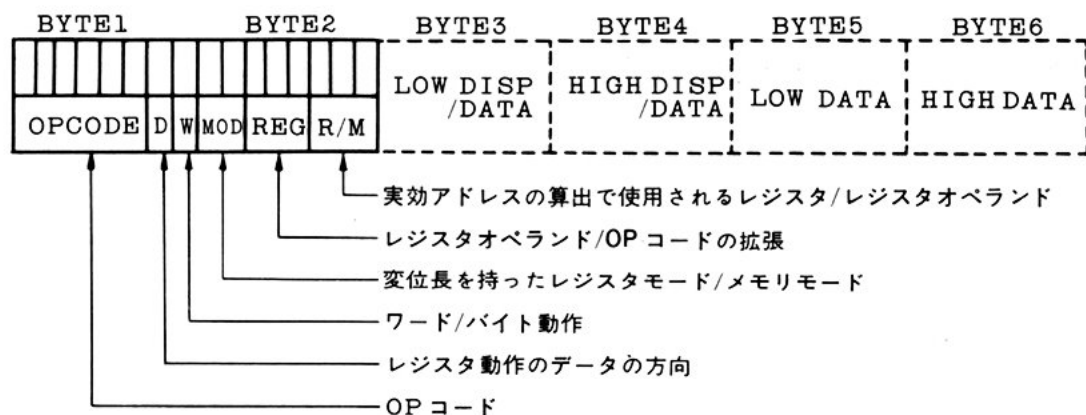 BYTE1 BYTE2 BYTE3 BYTE4 BYTE5 BYTE6
LOW DISP /DATA
HIGH DISP /DATA
LOW DATA
HIGH DATA
OPCODE D W MOD REG R/M
実効アドレスの算出で使用されるレジスタ/レジスタオペランド
レジスタオペランド/OPコードの拡張
変位長を持ったレジスタモード/メモリモード
ワード/バイト動作
レジスタ動作のデータの方向
OPコード